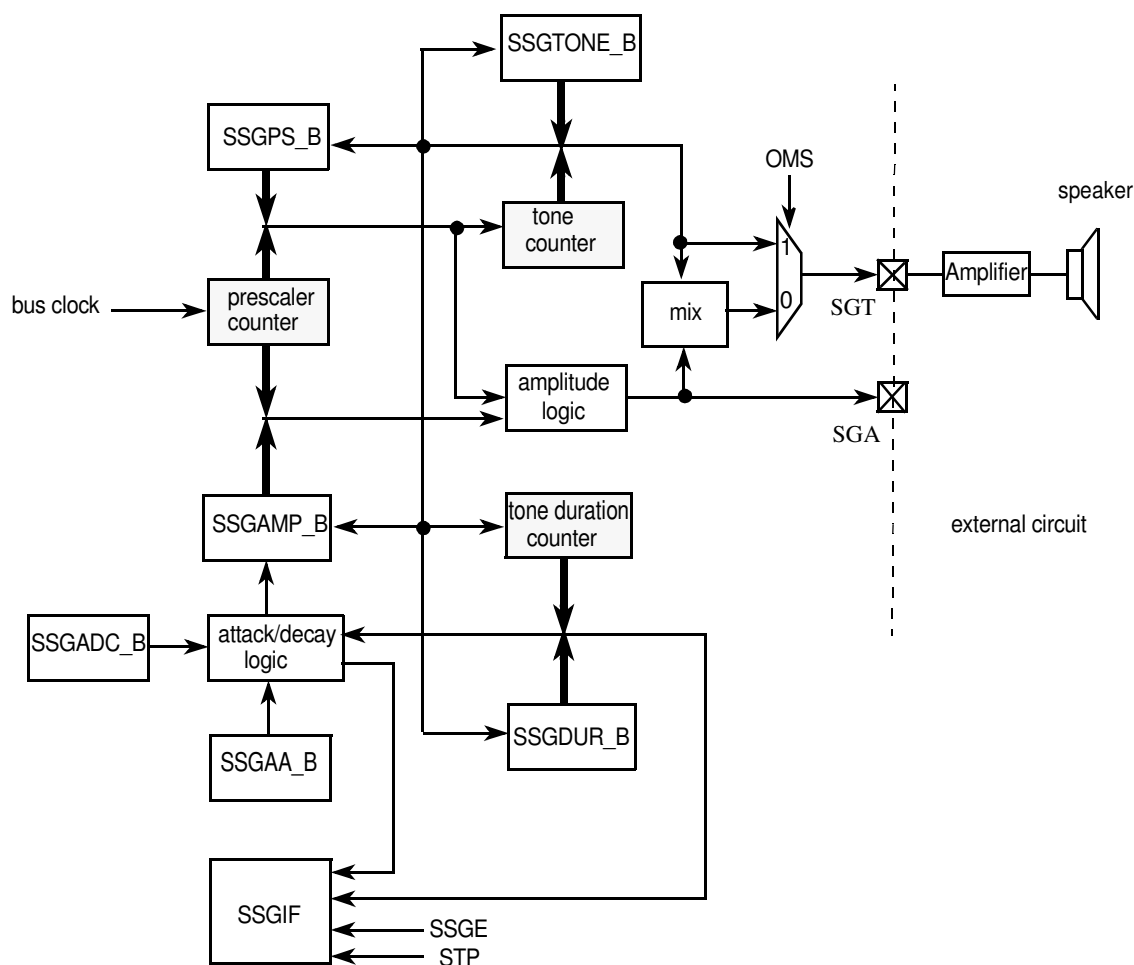 SSGTONE_B
SSGPS_B
OMS
speaker
tone
counter
1
prescaler
counter
bus clock
mix
0
SGT
Amplifier
amplitude
logic
SGA
SSGAMP_B
tone duration
counter
external circuit
SSGADC_B
attack/decay
logic
SSGDUR_B
SSGAA_B
SSGIF
SSGE
STP